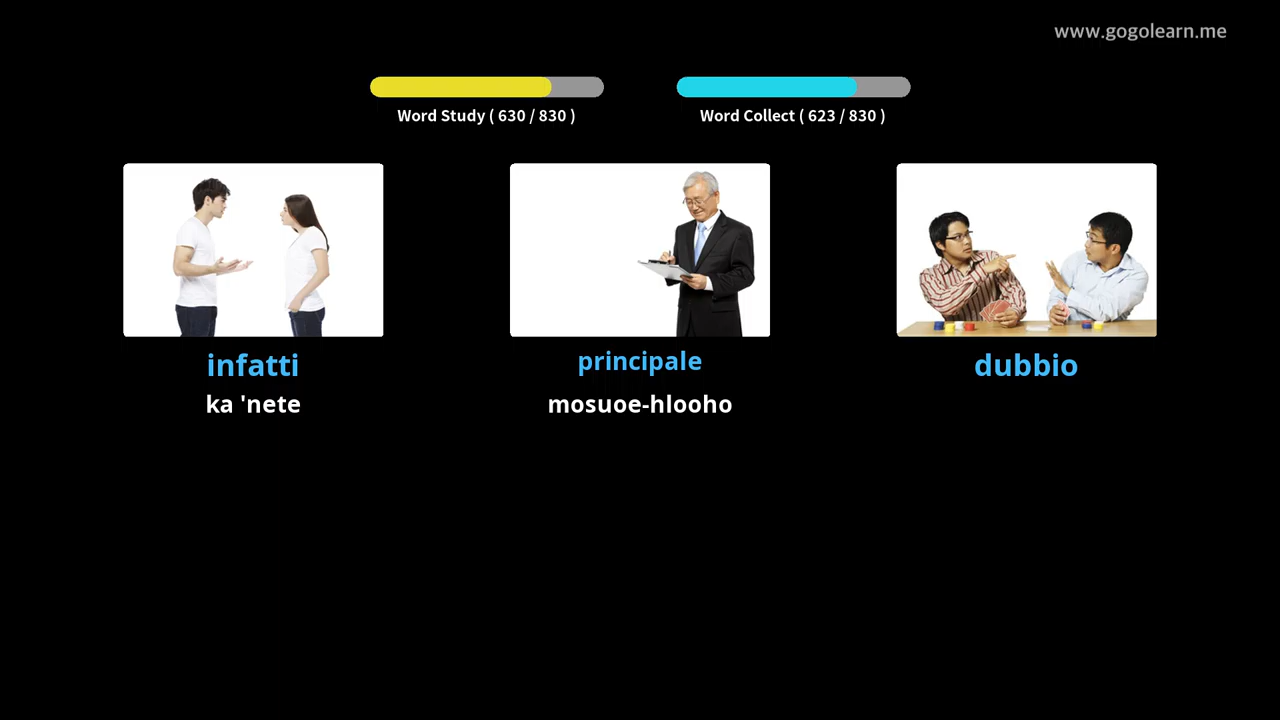 www.gogolearn.me
Word Study ( 630 / 830 )
Word Collect ( 623 / 830 )
infatti
principale
dubbio
ka 'nete
mosuoe-hlooho